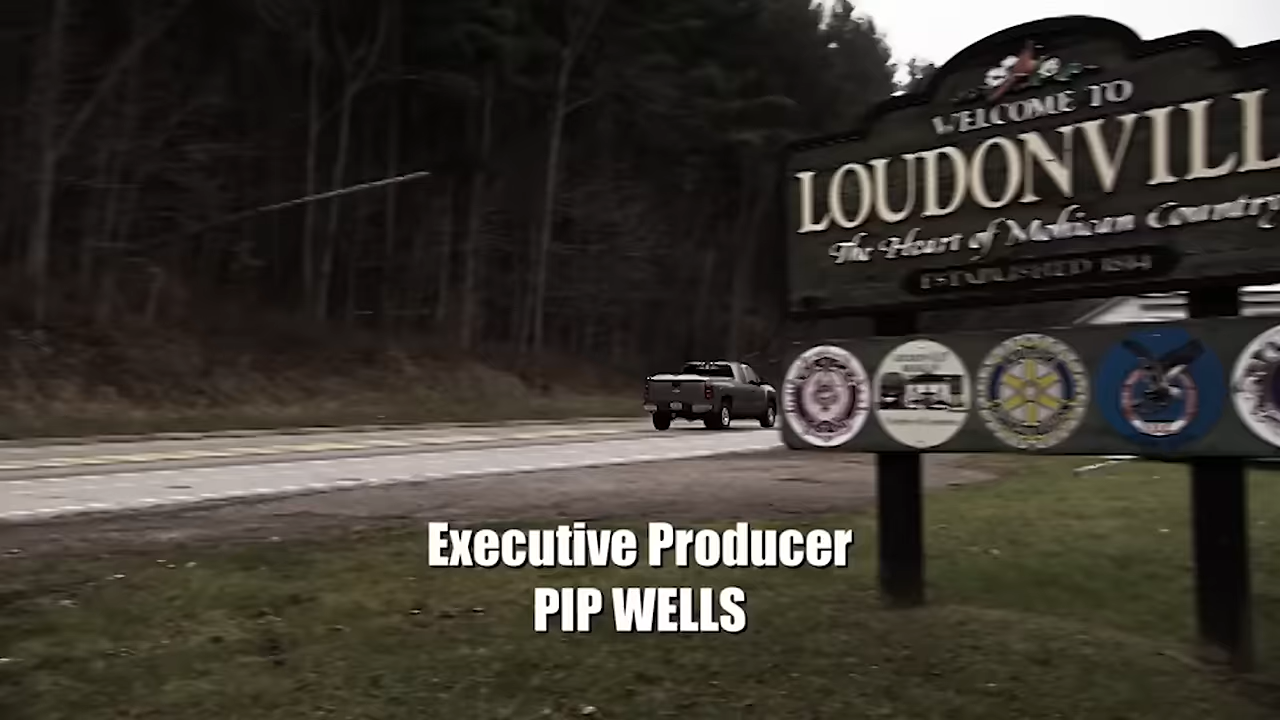 WELCOME TO
LOUDONVILL
The Heart of Mohican Country
ESTABLISHED 1814
Executive Producer
PIP WELLS